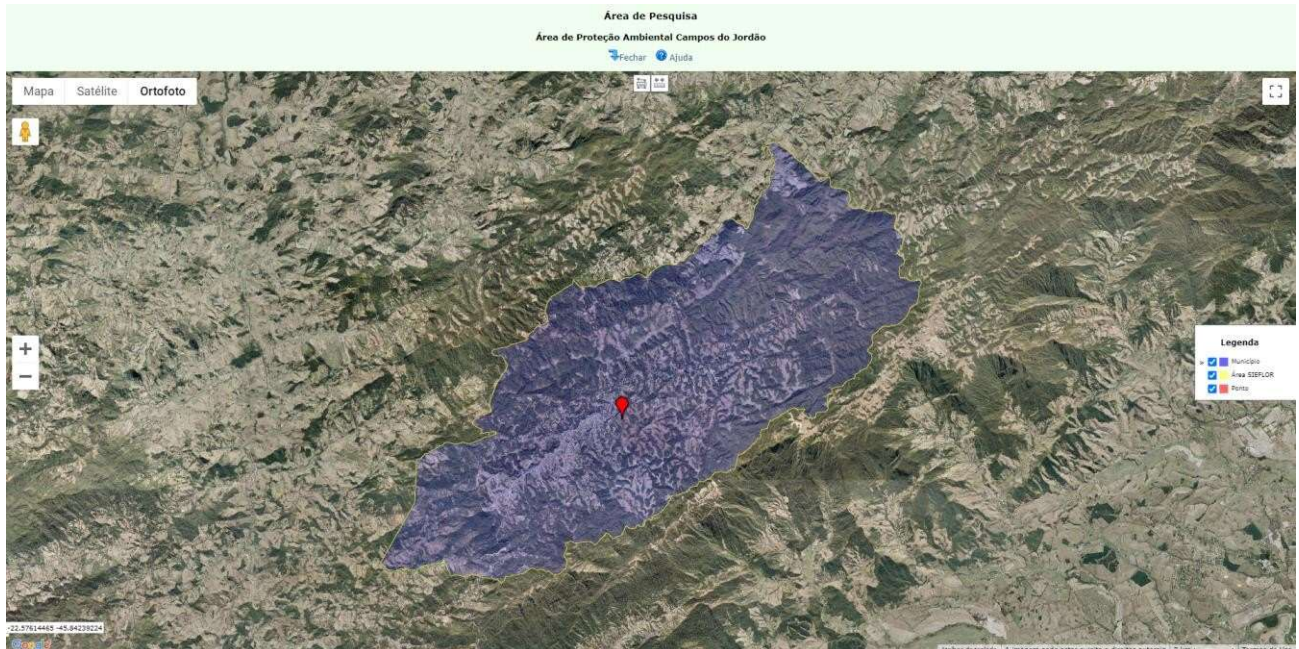 Área de Pesquisa
Área de Proteção Ambiental Campos do Jordão
Fechar Ajuda
Mapa Satélite Ortofoto
+
−
Legenda
Município
Área SIEFLOR
Ponto
-22.57614465 -45.84239224
Google